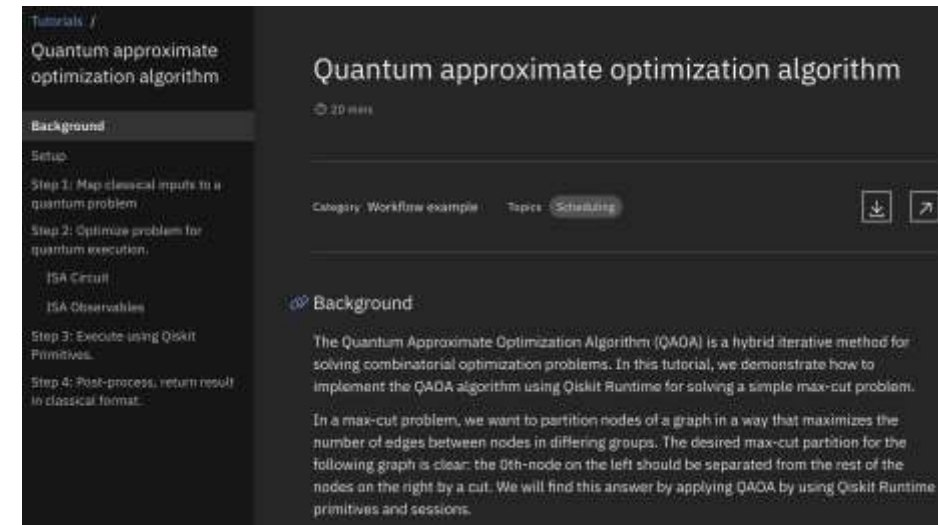 Tutorials /
Quantum approximate
optimization algorithm
Background
Setup
Step 1: Map classical inputs to a
quantum problem
Step 2: Optimize problem for
quantum execution.
ISA Circuit
ISA Observables
Step 3: Execute using Qiskit
Primitives.
Step 4: Post-process, return result
in classical format.
Quantum approximate optimization algorithm
20 mins
Category Workflow example Topics Scheduling
Background
The Quantum Approximate Optimization Algorithm (QAOA) is a hybrid iterative method for
solving combinatorial optimization problems. In this tutorial, we demonstrate how to
implement the QAOA algorithm using Qiskit Runtime for solving a simple max-cut problem.
In a max-cut problem, we want to partition nodes of a graph in a way that maximizes the
number of edges between nodes in differing groups. The desired max-cut partition for the
following graph is clear: the 0th-node on the left should be separated from the rest of the
nodes on the right by a cut. We will find this answer by applying QAOA by using Qiskit Runtime
primitives and sessions.